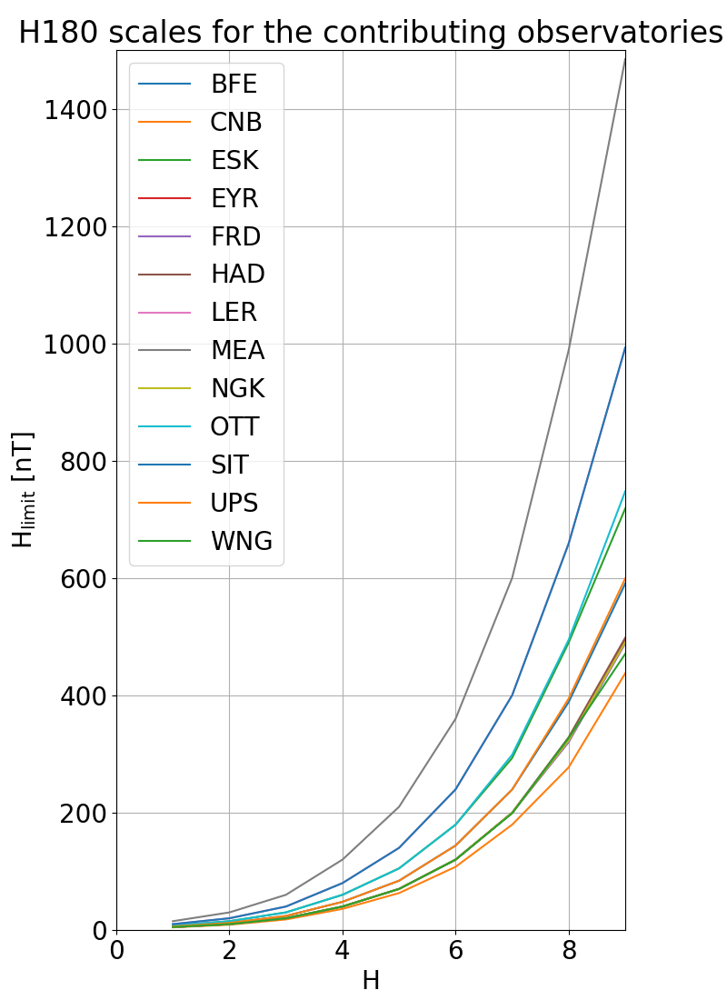 H180 scales for the contributing observatories
BFE
CNB
ESK
EYR
FRD
HAD
LER
MEA
NGK
OTT
SIT
UPS
WNG
1400
1200
1000
800
600
400
200
0
H_limit [nT]
0 2 4 6 8
H